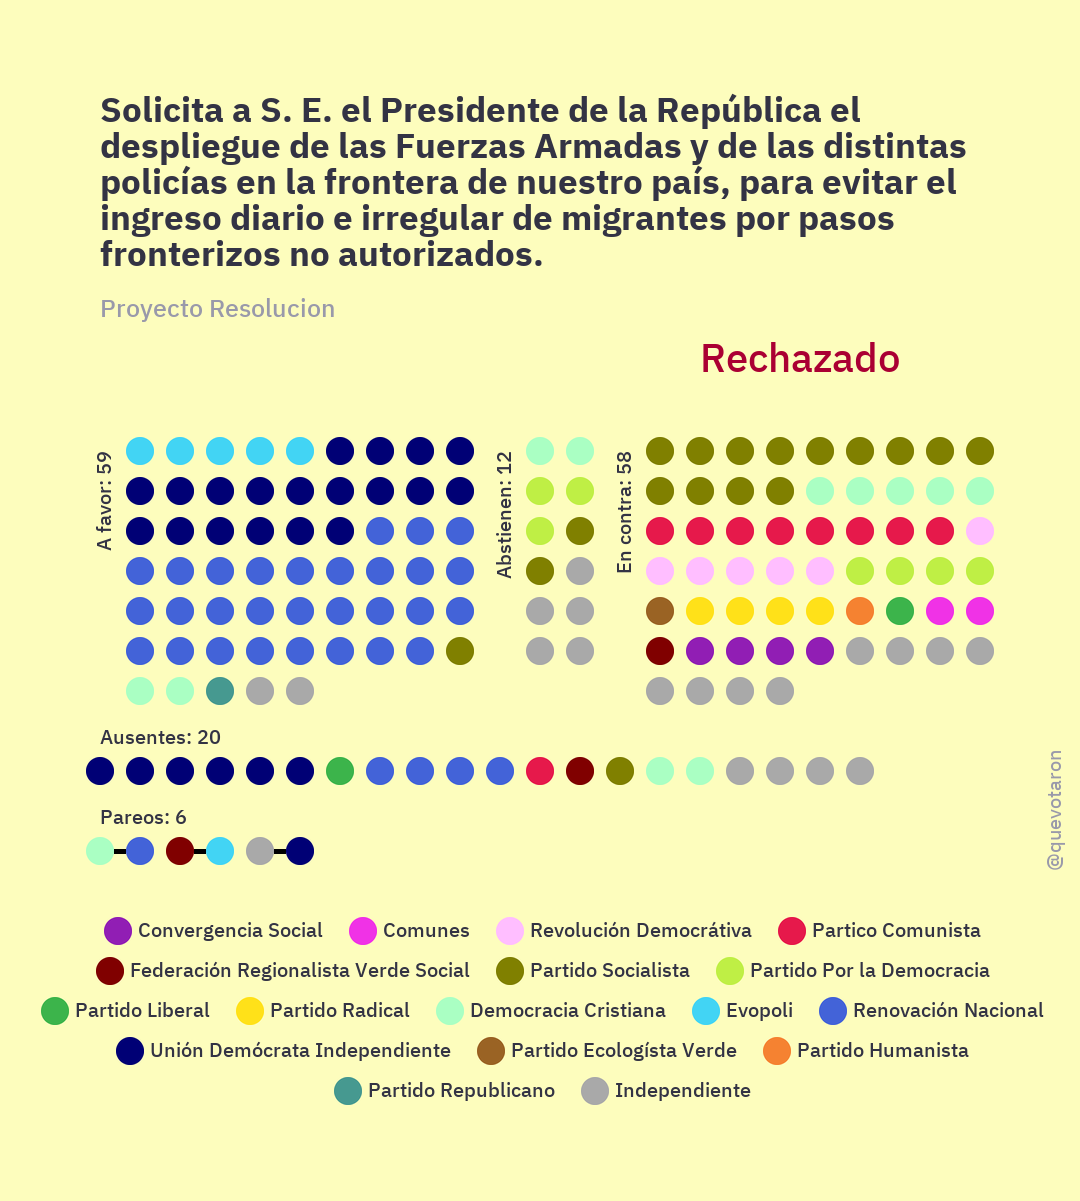 Solicita a S. E. el Presidente de la República el
despliegue de las Fuerzas Armadas y de las distintas
policías en la frontera de nuestro país, para evitar el
ingreso diario e irregular de migrantes por pasos
fronterizos no autorizados.
Proyecto Resolucion
Rechazado
A favor: 59
Abstienen: 12
En contra: 58
Ausentes: 20
Pareos: 6
@quevotaron
Convergencia Social Comunes Revolución Democrátiva Partico Comunista
Federación Regionalista Verde Social Partido Socialista Partido Por la Democracia
Partido Liberal Partido Radical Democracia Cristiana Evopoli Renovación Nacional
Unión Demócrata Independiente Partido Ecologísta Verde Partido Humanista
Partido Republicano Independiente